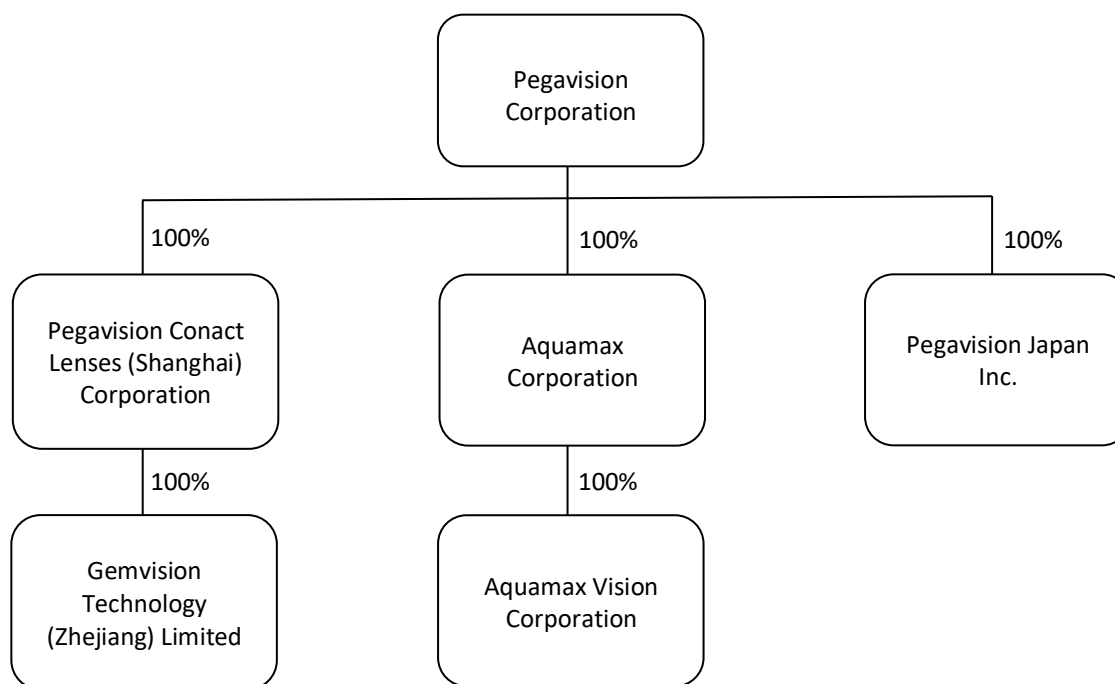 Pegavision
Corporation
100%
100%
100%
Pegavision Conact
Lenses (Shanghai)
Corporation
Aquamax
Corporation
Pegavision Japan
Inc.
100%
100%
Gemvision
Technology
(Zhejiang) Limited
Aquamax Vision
Corporation